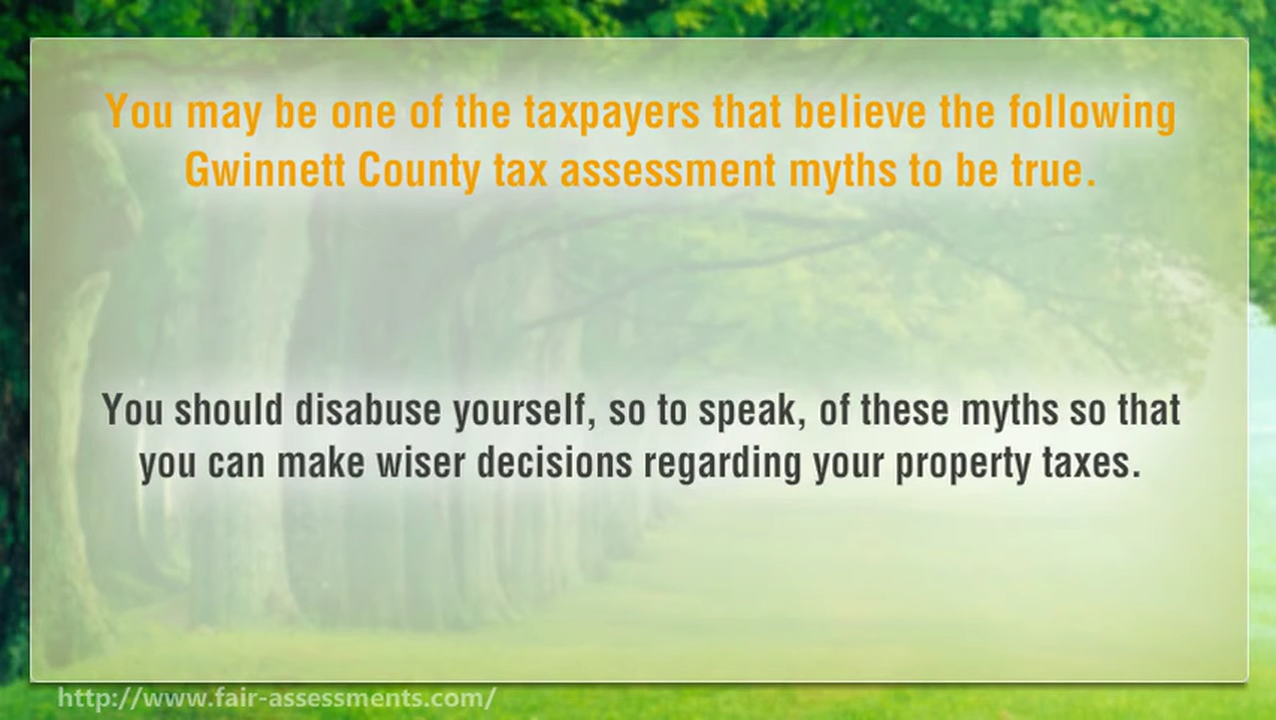 You may be one of the taxpayers that believe the following
Gwinnett County tax assessment myths to be true.
You should disabuse yourself, so to speak, of these myths so that
you can make wiser decisions regarding your property taxes.
http://www.fair-assessments.com/